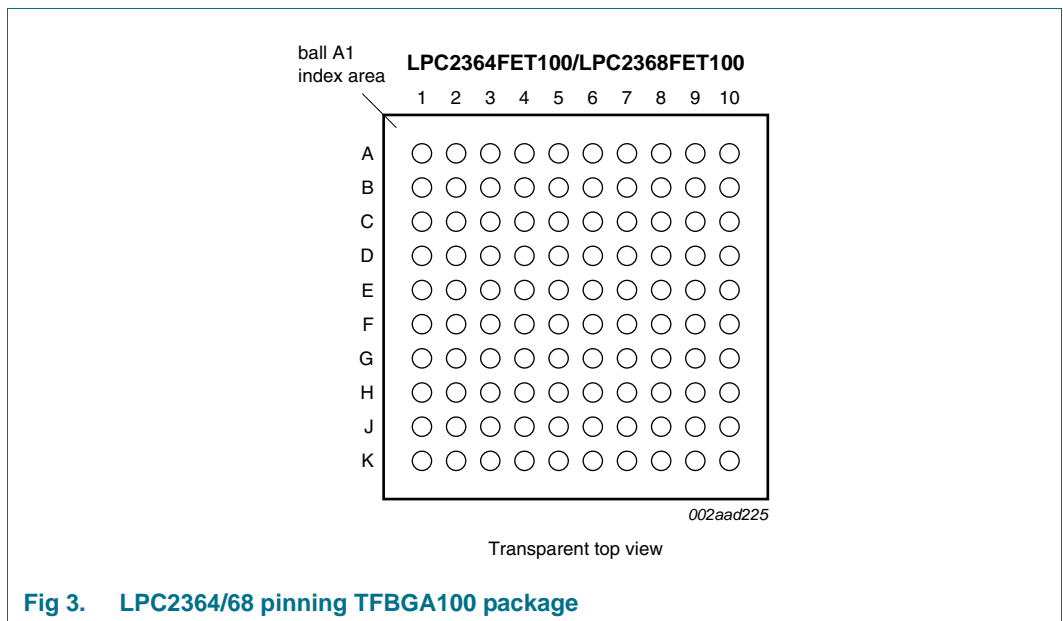 ball A1
index area
LPC2364FET100/LPC2368FET100
1 2 3 4 5 6 7 8 9 10
A
B
C
D
E
F
G
H
J
K
002aad225
Transparent top view
Fig 3. LPC2364/68 pinning TFBGA100 package